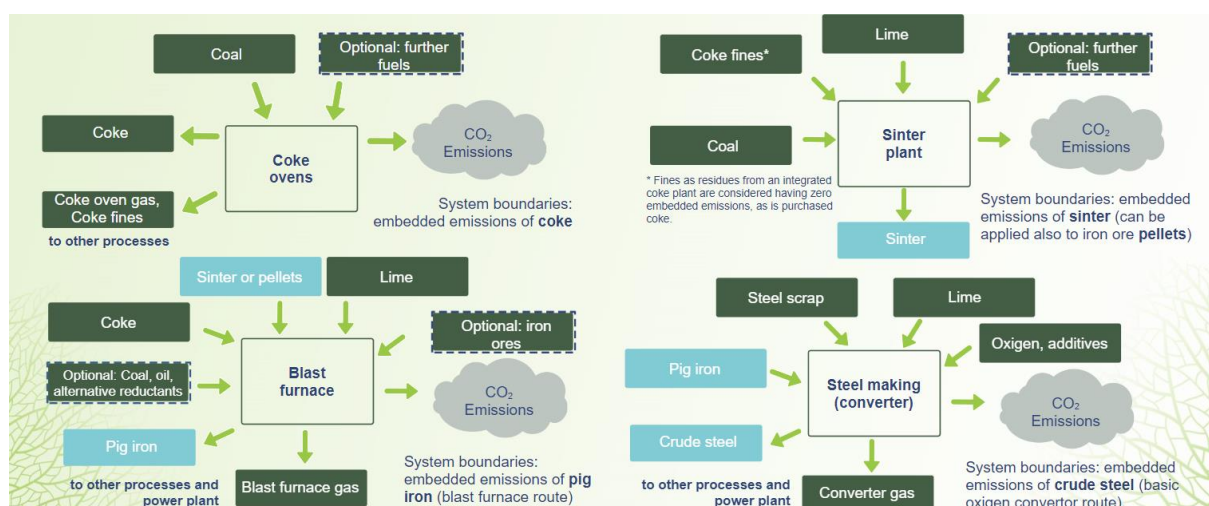 Coal
Optional: further
fuels
Coke
Coke
ovens
CO₂
Emissions
Coke oven gas,
Coke fines
to other processes
System boundaries:
embedded emissions of coke
Lime
Coke fines*
Optional: further
fuels
Coal
Sinter
plant
CO₂
Emissions
* Fines as residues from an integrated
coke plant are considered having zero
embedded emissions, as is purchased
coke.
System boundaries: embedded
emissions of sinter (can be
applied also to iron ore pellets)
Sinter
Sinter or pellets
Lime
Coke
Optional: iron
ores
Optional: Coal, oil,
alternative reductants
Blast
furnace
CO₂
Emissions
Pig iron
to other processes and
power plant
Blast furnace gas
System boundaries:
embedded emissions of pig
iron (blast furnace route)
Steel scrap
Lime
Oxigen, additives
Pig iron
Steel making
(converter)
CO₂
Emissions
Crude steel
to other processes and
power plant
Converter gas
System boundaries: embedded
emissions of crude steel (basic
oxygen convertor route)